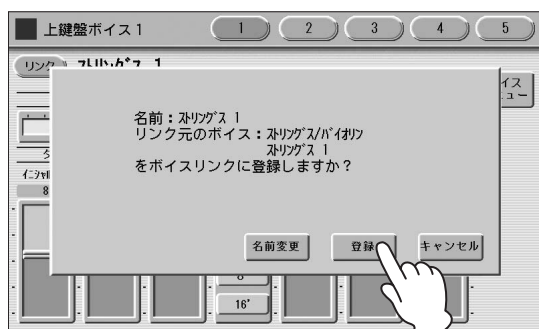 上鍵盤ボイス1 1 2 3 4 5
リンク ｽﾄﾘﾝｸﾞｽ 1
名前：ｽﾄﾘﾝｸﾞｽ 1
リンク元のボイス：ｽﾄﾘﾝｸﾞｽ/ﾊﾞｲｵﾘﾝ
ｽﾄﾘﾝｸﾞｽ 1
をボイスリンクに登録しますか？
名前変更 登録 キャンセル
8
16'